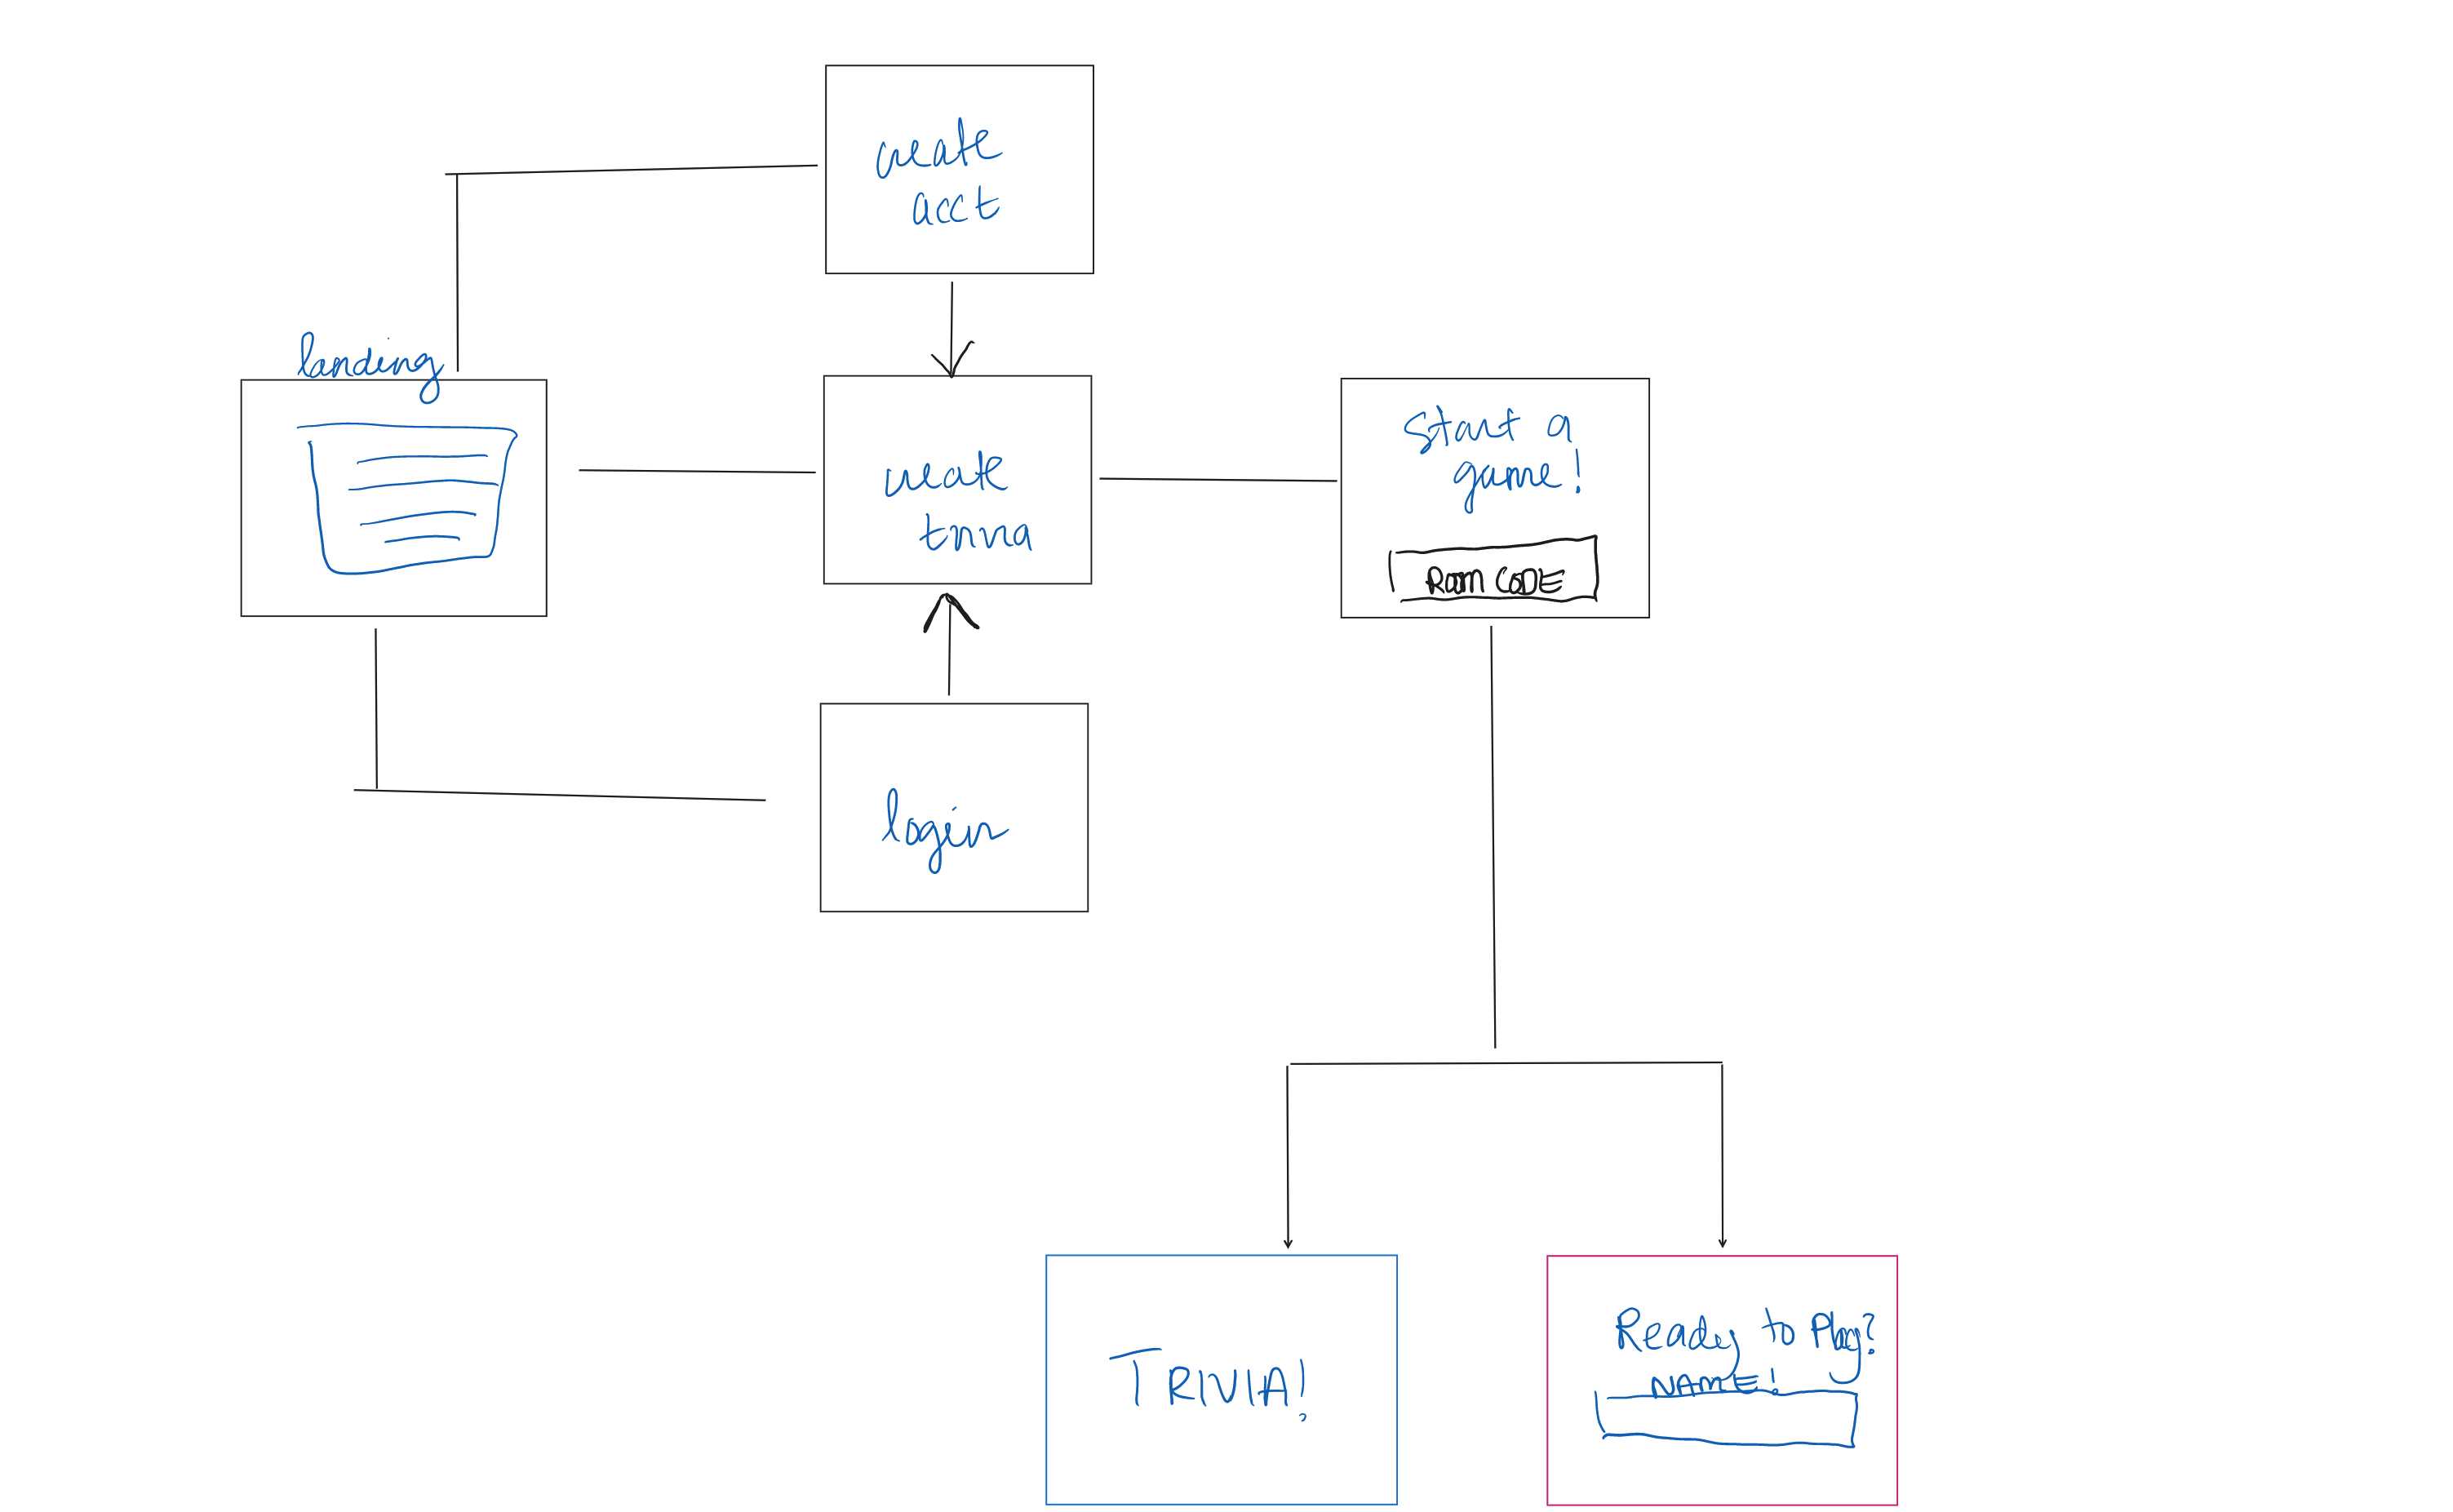 create
acct
landing
create
trivia
Start a
game!
ROOM CODE
login
TRIVIA!
Ready to Play?
NAME!